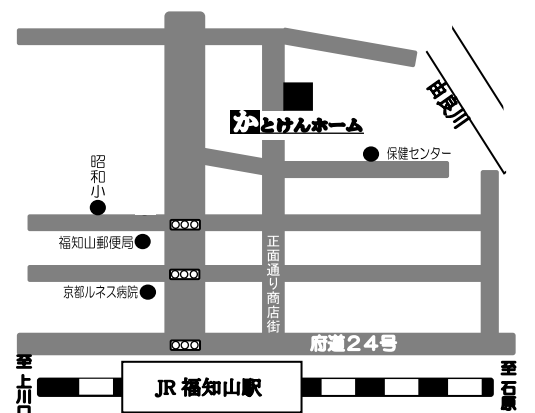 由良川
かとけんホーム
保健センター
昭和小
福知山郵便局
正面通り商店街
京都ルネス病院
府道24号
至上川口
JR 福知山駅
至石原